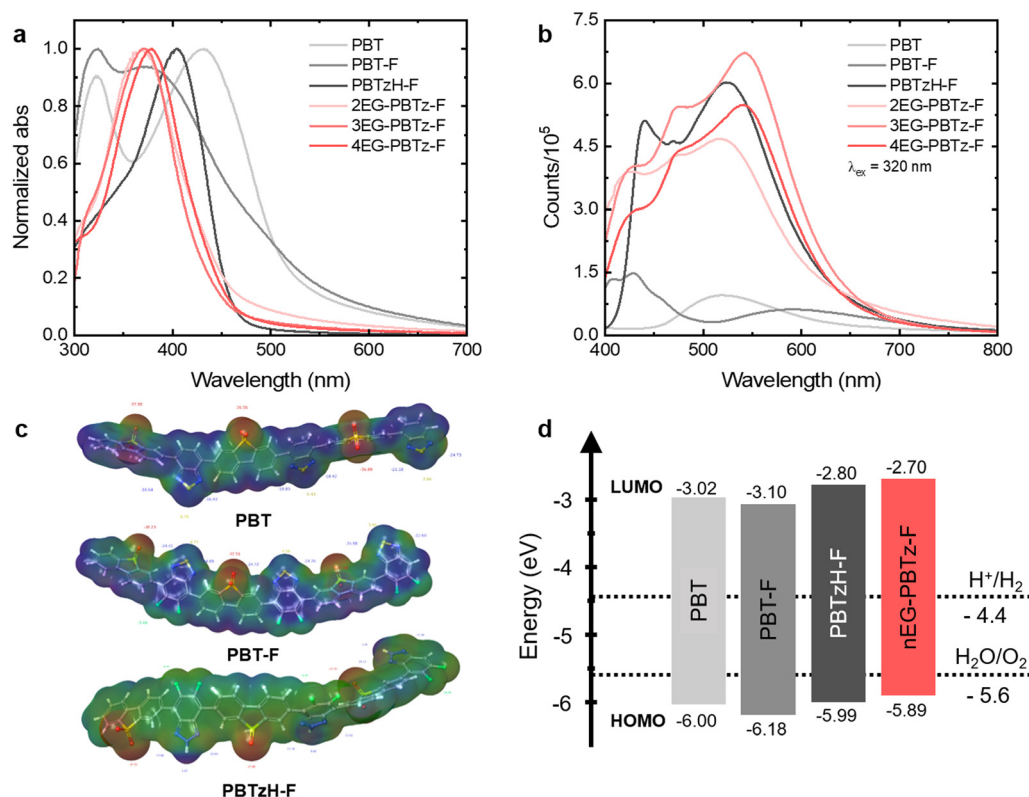 a
PBT
PBT-F
PBTzH-F
2EG-PBTz-F
3EG-PBTz-F
4EG-PBTz-F
Normalized abs
1.0
0.8
0.6
0.4
0.2
0.0
300 400 500 600 700
Wavelength (nm)
b
PBT
PBT-F
PBTzH-F
2EG-PBTz-F
3EG-PBTz-F
4EG-PBTz-F
λex = 320 nm
Counts/10⁵
6.0
4.5
3.0
1.5
0.0
400 500 600 700 800
Wavelength (nm)
c
PBT
PBT-F
PBTzH-F
d
Energy (eV)
-3
-4
-5
-6
LUMO
HOMO
-3.02
-3.10
-2.80
-2.70
PBT
PBT-F
PBTzH-F
nEG-PBTz-F
-6.00
-6.18
-5.99
-5.89
H⁺/H₂
- 4.4
H₂O/O₂
- 5.6